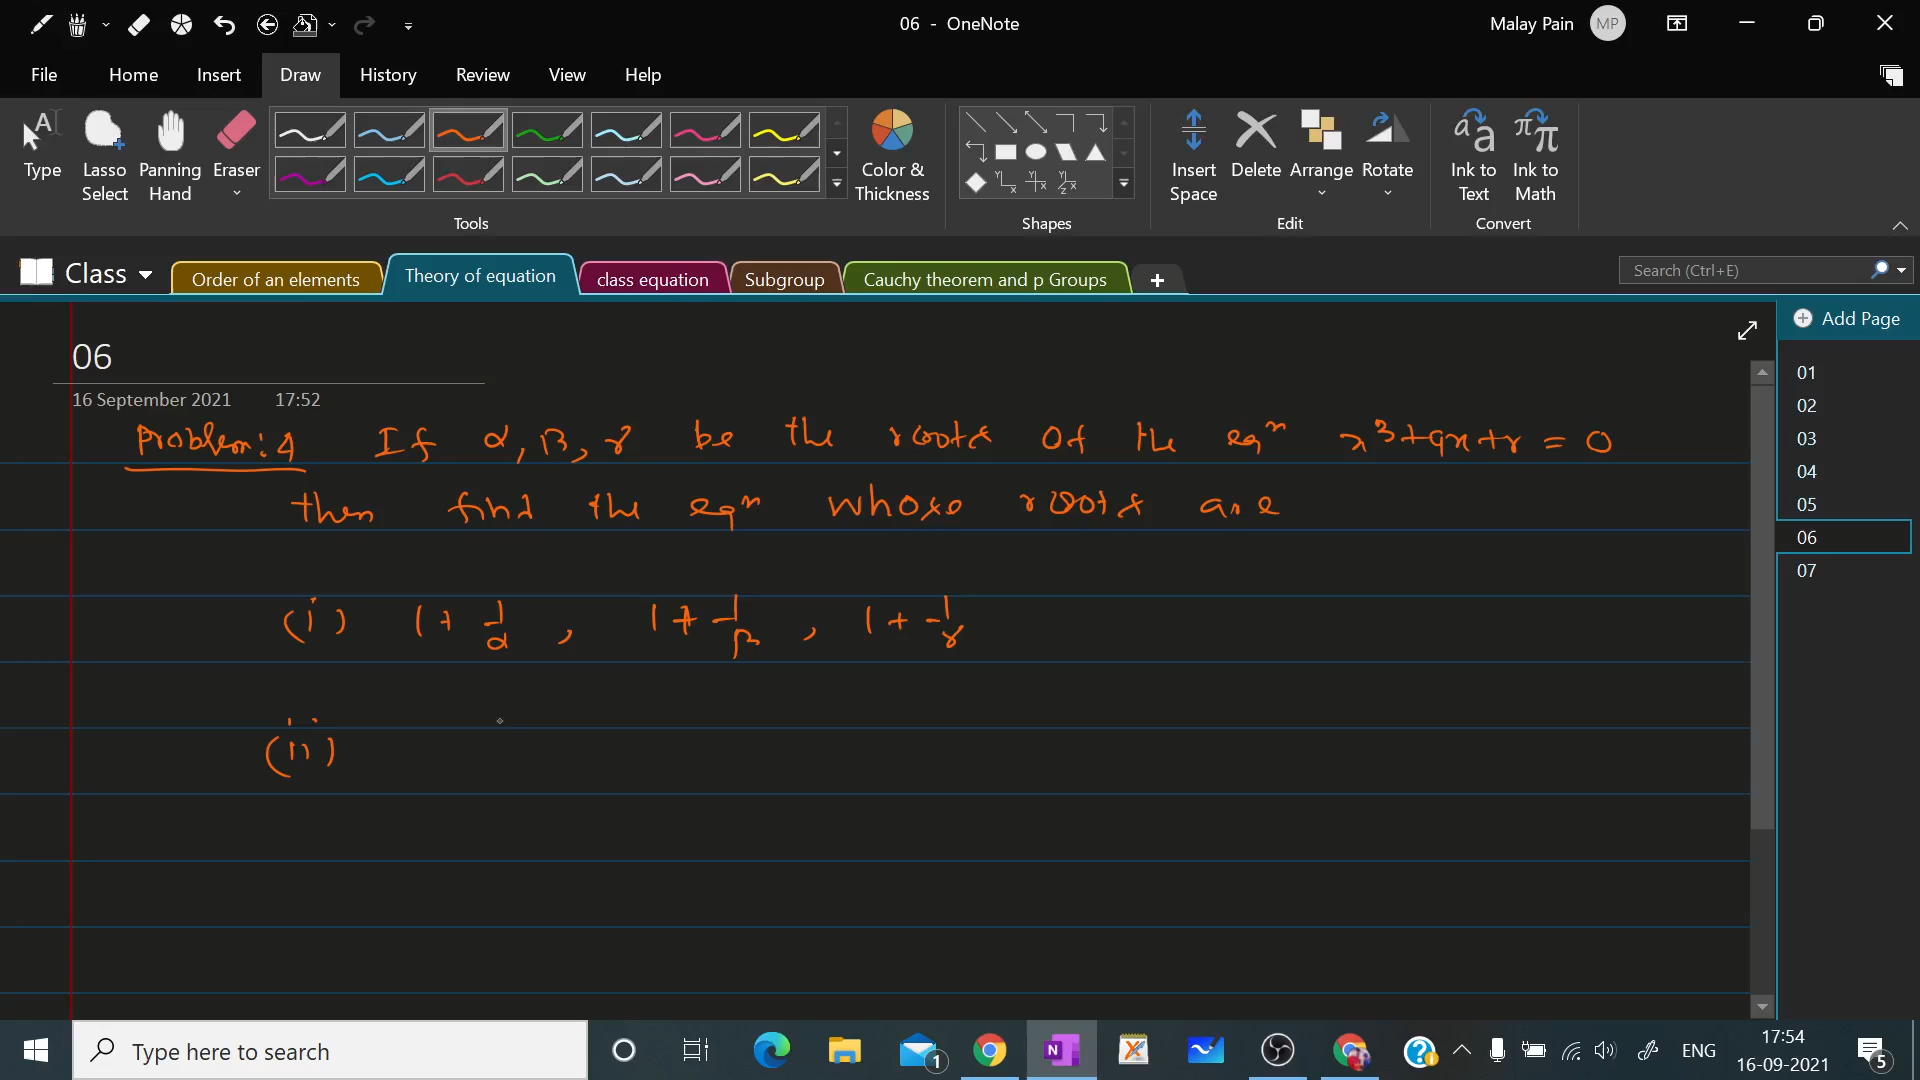 06 - OneNote
Malay Pain MP
File Home Insert Draw History Review View Help
Type
Lasso Select
Panning Hand
Eraser
Color & Thickness
Insert Space
Delete
Arrange
Rotate
Ink to Text
Ink to Math
Tools
Shapes
Edit
Convert
Class
Order of an elements
Theory of equation
class equation
Subgroup
Cauchy theorem and p Groups
Search (Ctrl+E)
Add Page
01
02
03
04
05
06
07
06
16 September 2021 17:52
Problem: 4 If α, β, γ be the roots of the eqⁿ x³+qx+r = 0
then find the eqⁿ whose roots are
(i) 1+ 1/α , 1+ 1/β , 1+ 1/γ
(ii)
Type here to search
1
ENG
17:54
16-09-2021
5